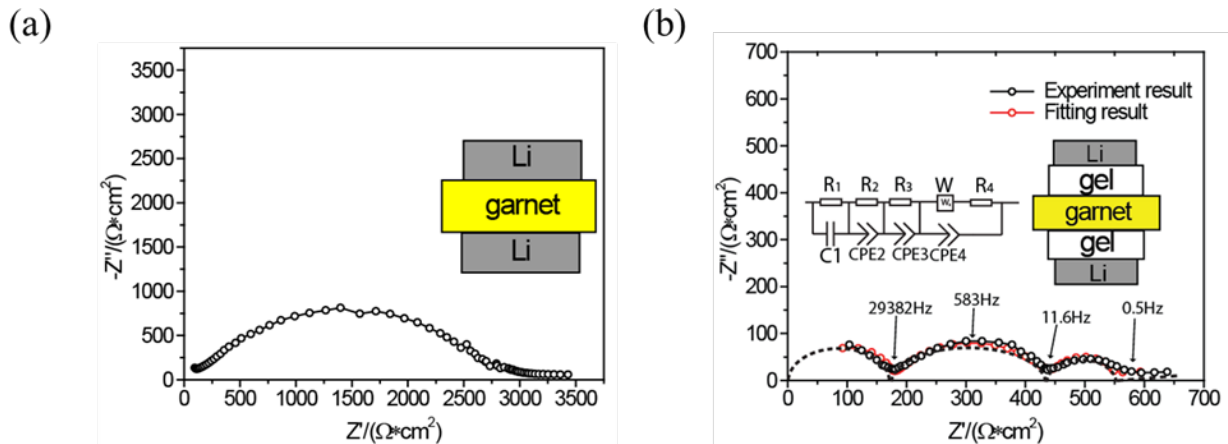 (a)
3500
3000
2500
2000
1500
1000
500
0
-Z''/(Ω*cm²)
0 500 1000 1500 2000 2500 3000 3500
Z'/(Ω*cm²)
Li
garnet
Li
(b)
700
600
500
400
300
200
100
0
-Z''/(Ω*cm²)
0 100 200 300 400 500 600 700
Z'/(Ω*cm²)
Experiment result
Fitting result
R1 R2 R3 W R4
Ws
C1 CPE2 CPE3 CPE4
Li
gel
garnet
gel
Li
29382Hz
583Hz
11.6Hz
0.5Hz